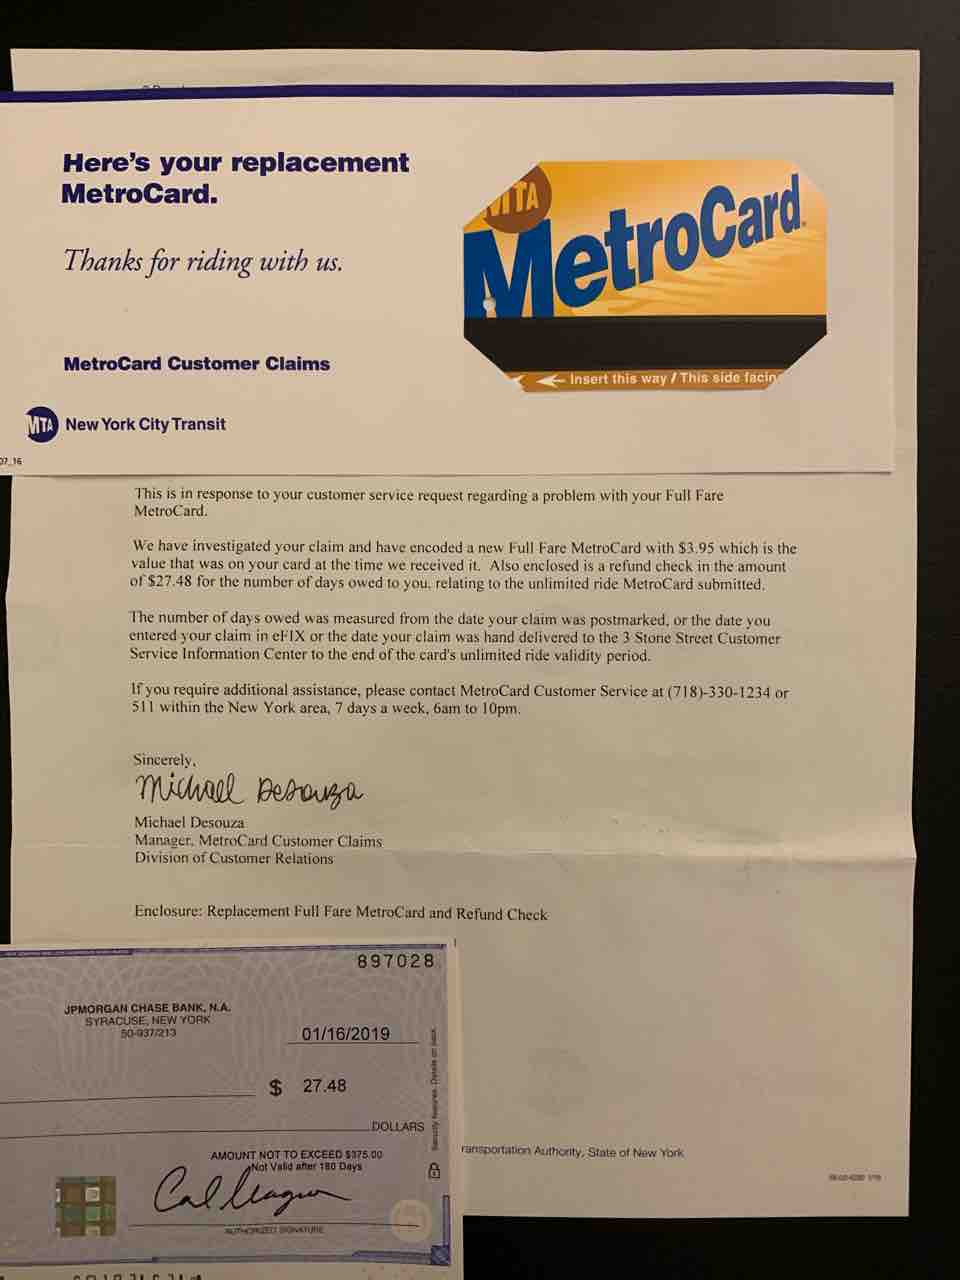 Here's your replacement
MetroCard.
Thanks for riding with us.
MetroCard Customer Claims
MTA New York City Transit
07_16
MTA
MetroCard
Insert this way / This side facing
This is in response to your customer service request regarding a problem with your Full Fare
MetroCard.
We have investigated your claim and have encoded a new Full Fare MetroCard with $3.95 which is the
value that was on your card at the time we received it. Also enclosed is a refund check in the amount
of $27.48 for the number of days owed to you, relating to the unlimited ride MetroCard submitted.
The number of days owed was measured from the date your claim was postmarked, or the date you
entered your claim in eFIX or the date your claim was hand delivered to the 3 Stone Street Customer
Service Information Center to the end of the card's unlimited ride validity period.
If you require additional assistance, please contact MetroCard Customer Service at (718)-330-1234 or
511 within the New York area, 7 days a week, 6am to 10pm.
Sincerely,
Michael Desouza
Michael Desouza
Manager, MetroCard Customer Claims
Division of Customer Relations
Enclosure: Replacement Full Fare MetroCard and Refund Check
897028
JPMORGAN CHASE BANK, N.A.
SYRACUSE, NEW YORK
50-937/213
01/16/2019
$ 27.48
DOLLARS
Security features. Details on back.
AMOUNT NOT TO EXCEED $375.00
Not Valid after 180 Days
AUTHORIZED SIGNATURE
ransportation Authority, State of New York